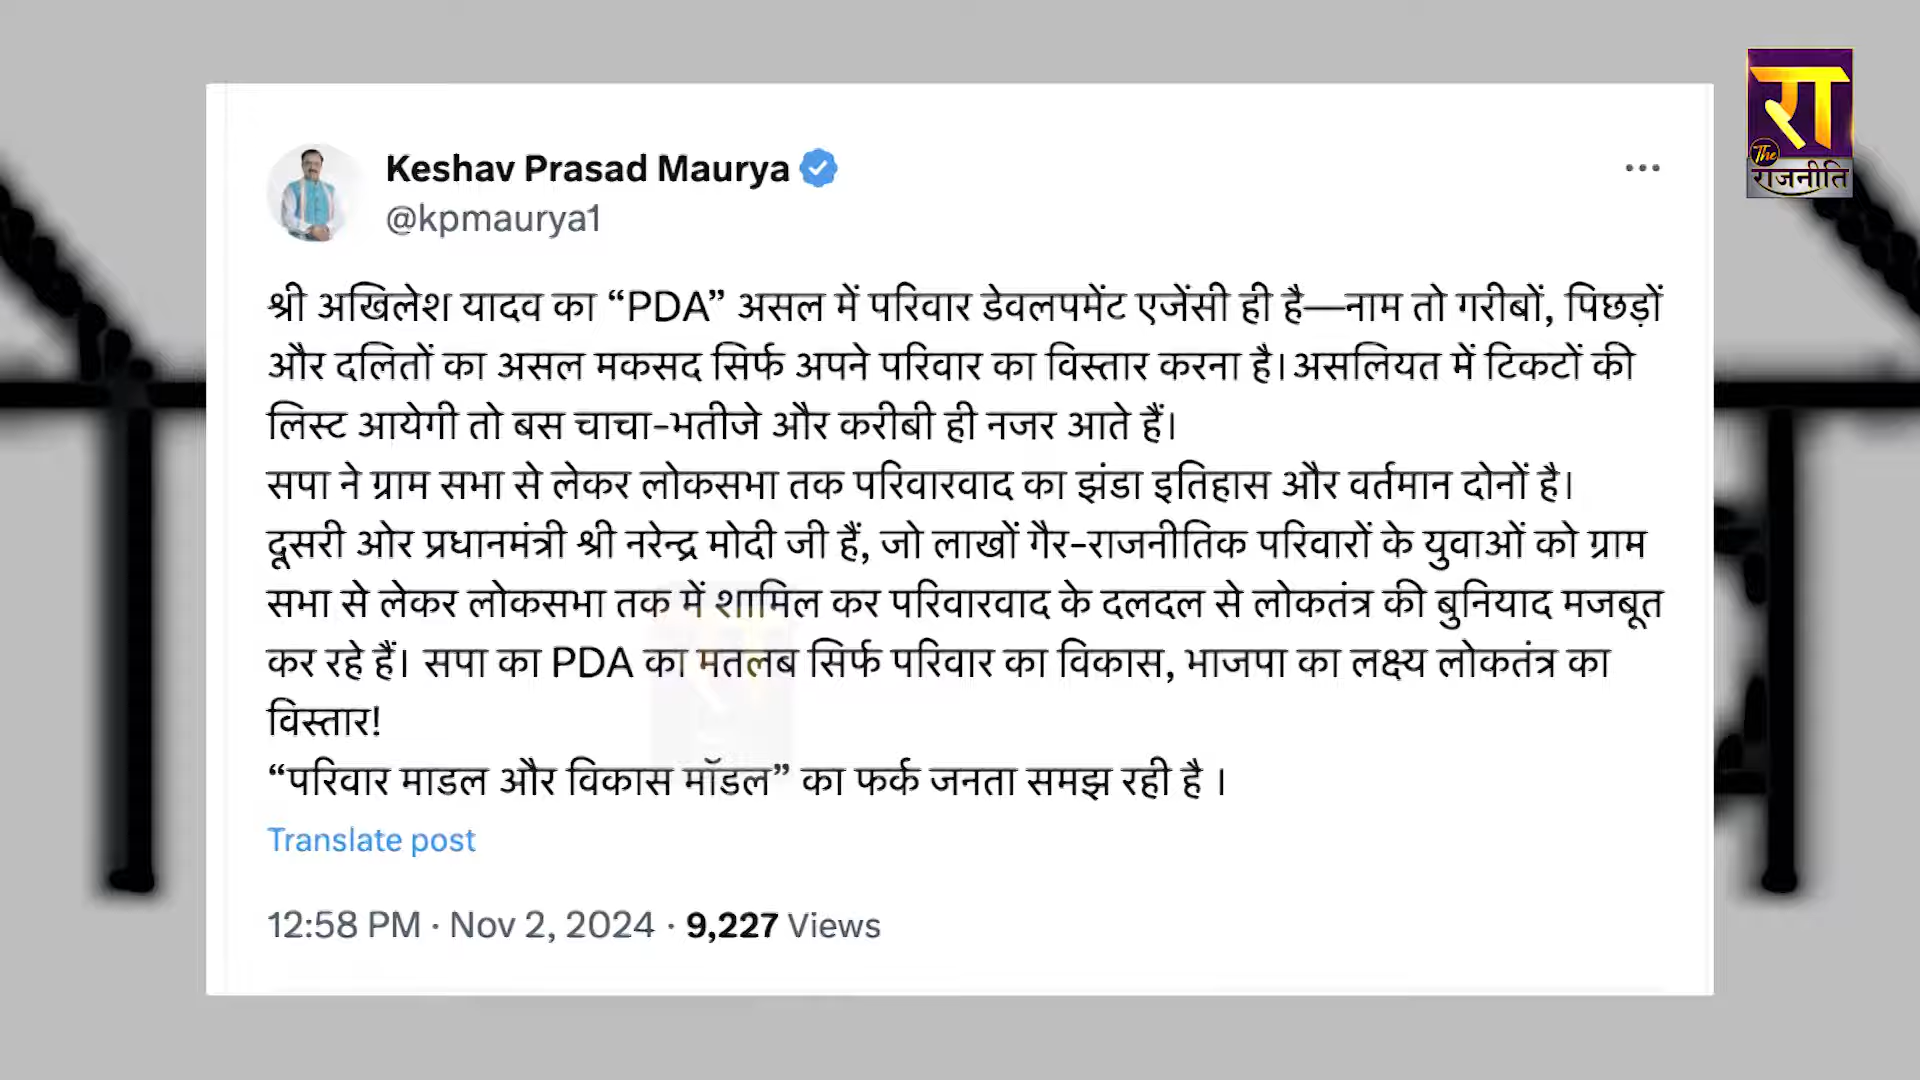 Keshav Prasad Maurya
@kpmaurya1
श्री अखिलेश यादव का “PDA” असल में परिवार डेवलपमेंट एजेंसी ही है—नाम तो गरीबों, पिछड़ों
और दलितों का असल मकसद सिर्फ अपने परिवार का विस्तार करना है। असलियत में टिकटों की
लिस्ट आयेगी तो बस चाचा-भतीजे और करीबी ही नजर आते हैं।
सपा ने ग्राम सभा से लेकर लोकसभा तक परिवारवाद का झंडा इतिहास और वर्तमान दोनों है।
दूसरी ओर प्रधानमंत्री श्री नरेन्द्र मोदी जी हैं, जो लाखों गैर-राजनीतिक परिवारों के युवाओं को ग्राम
सभा से लेकर लोकसभा तक में शामिल कर परिवारवाद के दलदल से लोकतंत्र की बुनियाद मजबूत
कर रहे हैं। सपा का PDA का मतलब सिर्फ परिवार का विकास, भाजपा का लक्ष्य लोकतंत्र का
विस्तार!
“परिवार माडल और विकास मॉडल” का फर्क जनता समझ रही है ।
Translate post
12:58 PM · Nov 2, 2024 · 9,227 Views
रा
The
राजनीति